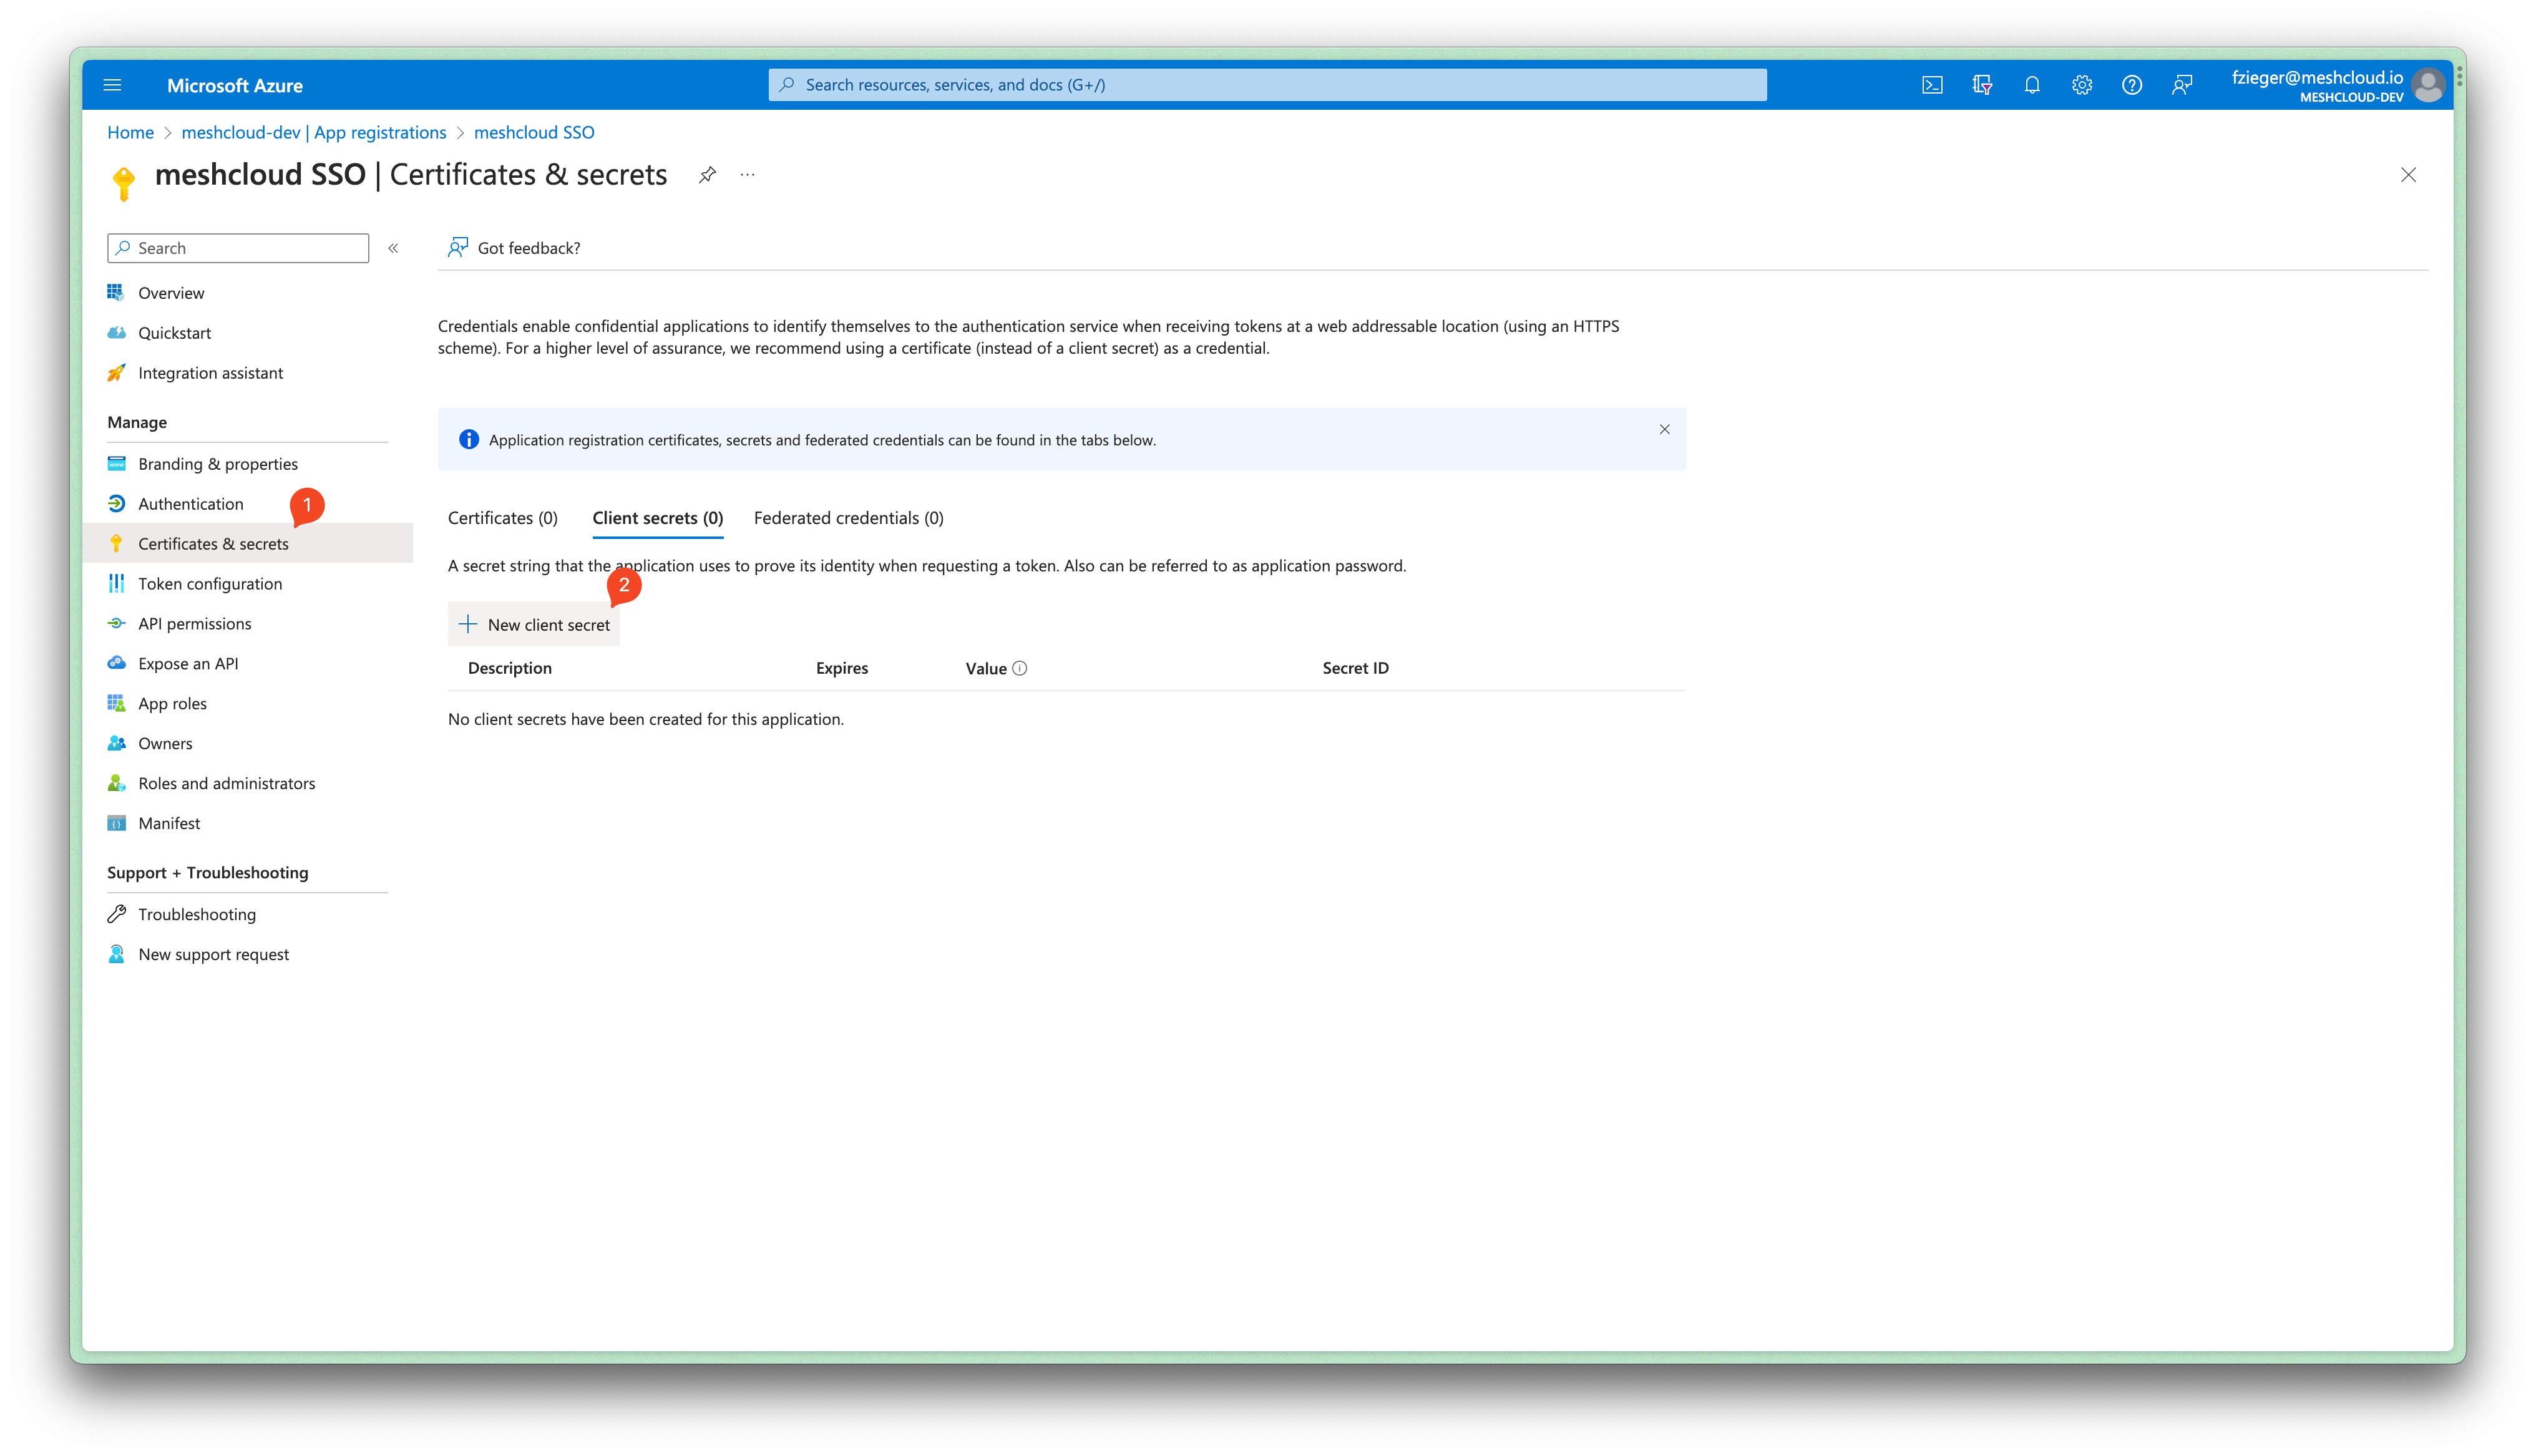 Microsoft Azure
Search resources, services, and docs (G+/)
fzieger@meshcloud.io
MESHCLOUD-DEV
Home > meshcloud-dev | App registrations > meshcloud SSO
meshcloud SSO | Certificates & secrets
Search
Overview
Quickstart
Integration assistant
Manage
Branding & properties
Authentication
1
Certificates & secrets
Token configuration
API permissions
Expose an API
App roles
Owners
Roles and administrators
Manifest
Support + Troubleshooting
Troubleshooting
New support request
Got feedback?
Credentials enable confidential applications to identify themselves to the authentication service when receiving tokens at a web addressable location (using an HTTPS
scheme). For a higher level of assurance, we recommend using a certificate (instead of a client secret) as a credential.
Application registration certificates, secrets and federated credentials can be found in the tabs below.
Certificates (0) Client secrets (0) Federated credentials (0)
A secret string that the application uses to prove its identity when requesting a token. Also can be referred to as application password.
2
New client secret
Description Expires Value Secret ID
No client secrets have been created for this application.